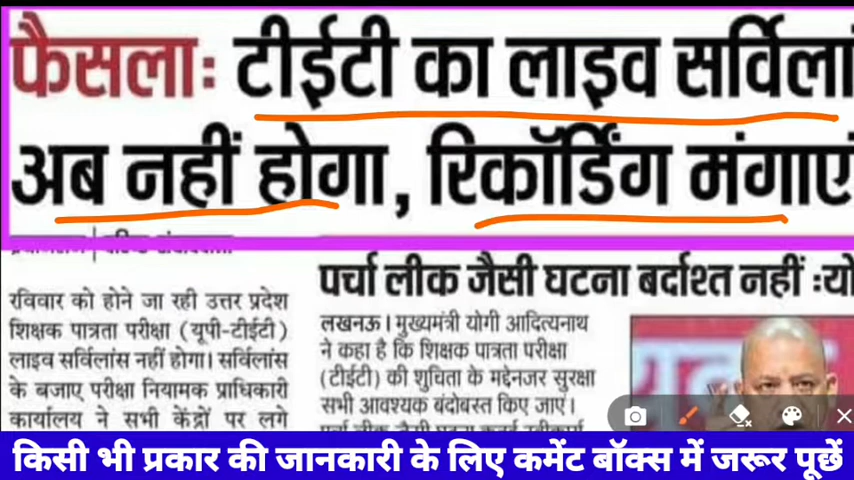 फैसला: टीईटी का लाइव
अब नहीं होगा, रिकॉर्डिंग
पर्चा लीक जैसी घटना बर्दाश्त नहीं :
रविवार को होने जा रही उत्तर प्रदेश
शिक्षक पात्रता परीक्षा (यूपी-टीईटी)
लाइव सर्विलांस नहीं होगा। सर्विलांस
के बजाए परीक्षा नियामक प्राधिकारी
कार्यालय ने सभी केंद्रों पर लगे
लखनऊ। मुख्यमंत्री योगी आदित्यनाथ
ने कहा है कि शिक्षक पात्रता परीक्षा
(टीईटी) की शुचिता के मद्देनजर सुरक्षा
सभी आवश्यक बंदोबस्त किए जाएं।
किसी भी प्रकार की जानकारी के लिए कमेंट बॉक्स में जरूर पूछें